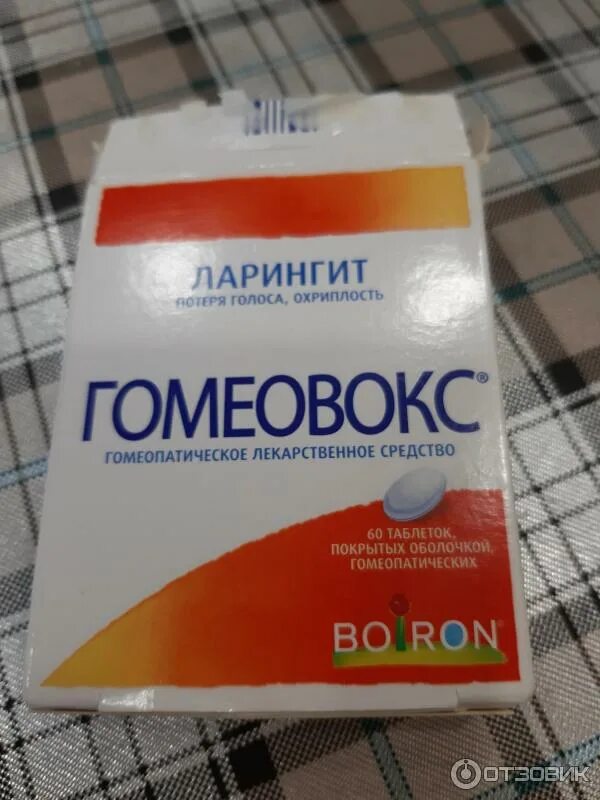 ЛАРИНГИТ
ПОТЕРЯ ГОЛОСА, ОХРИПЛОСТЬ
ГОМЕОВОКС®
ГОМЕОПАТИЧЕСКОЕ ЛЕКАРСТВЕННОЕ СРЕДСТВО
60 ТАБЛЕТОК,
ПОКРЫТЫХ ОБОЛОЧКОЙ,
ГОМЕОПАТИЧЕСКИХ
BOIRON®
ОТЗОВИК